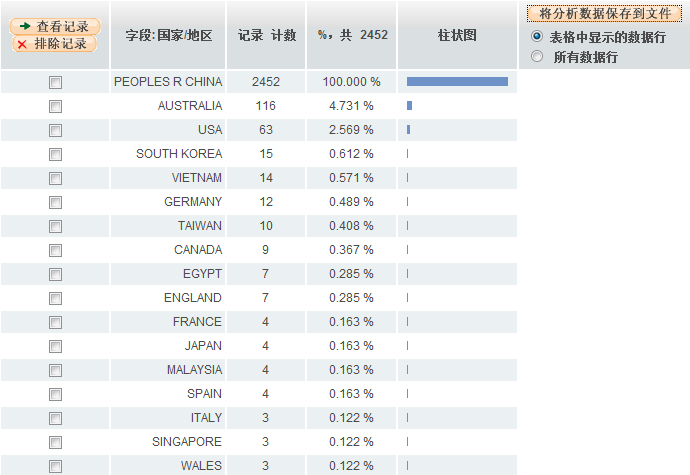 查看记录
排除记录
字段:国家/地区 记录 计数 %，共 2452 柱状图
将分析数据保存到文件
表格中显示的数据行
所有数据行
PEOPLES R CHINA 2452 100.000 %
AUSTRALIA 116 4.731 %
USA 63 2.569 %
SOUTH KOREA 15 0.612 %
VIETNAM 14 0.571 %
GERMANY 12 0.489 %
TAIWAN 10 0.408 %
CANADA 9 0.367 %
EGYPT 7 0.285 %
ENGLAND 7 0.285 %
FRANCE 4 0.163 %
JAPAN 4 0.163 %
MALAYSIA 4 0.163 %
SPAIN 4 0.163 %
ITALY 3 0.122 %
SINGAPORE 3 0.122 %
WALES 3 0.122 %